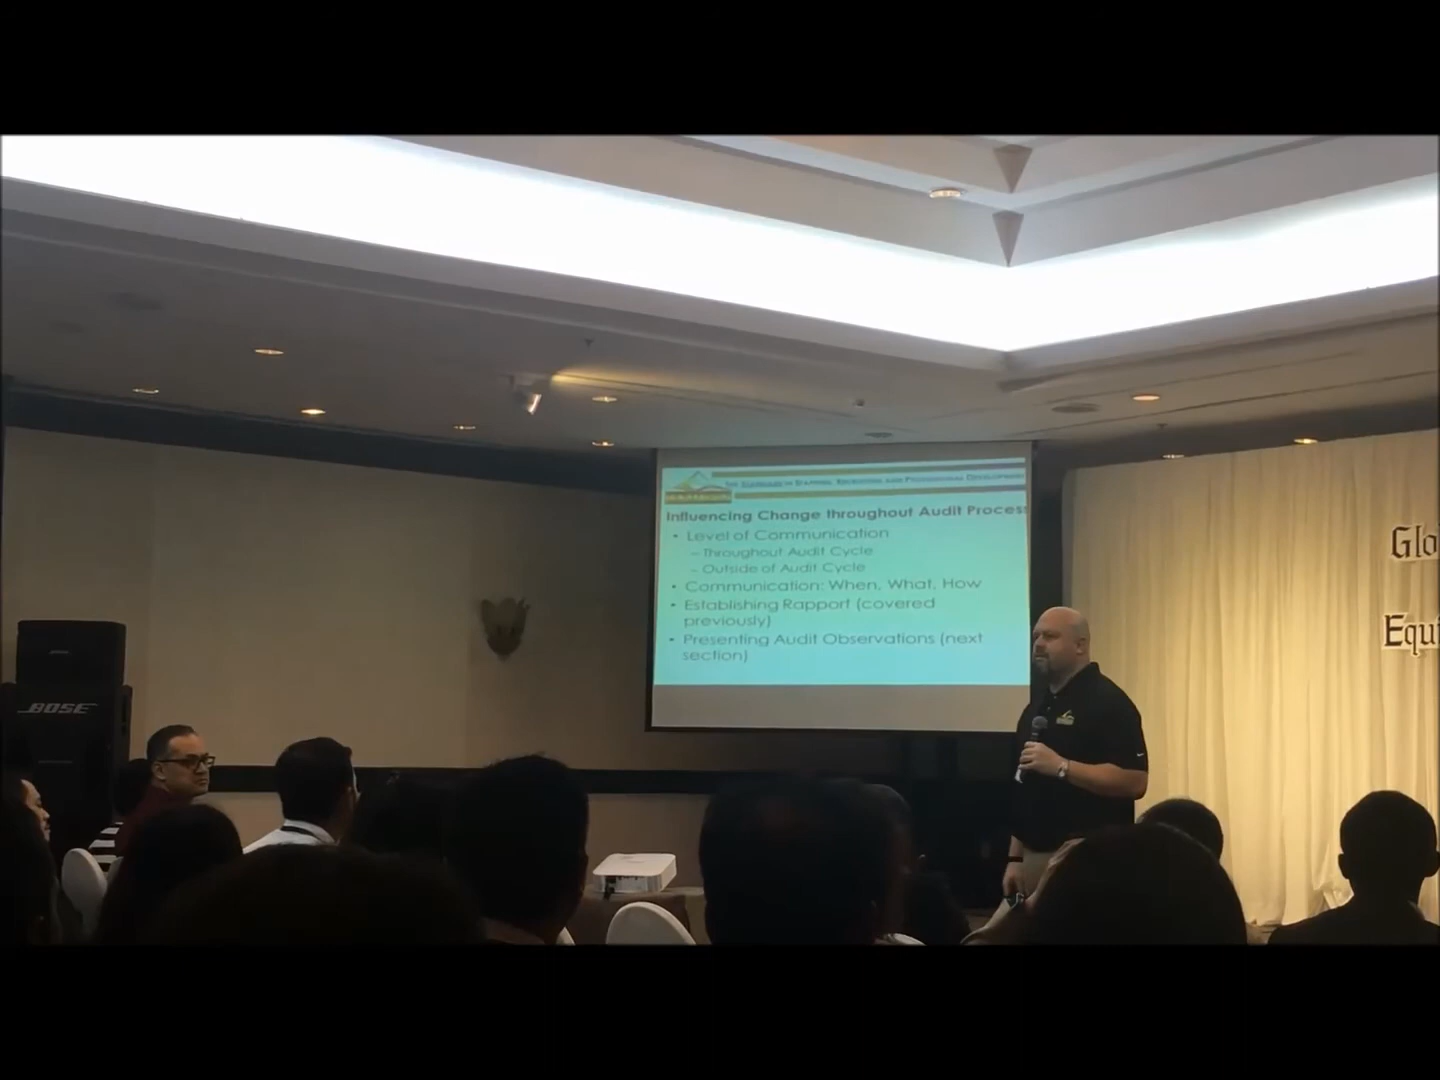 Influencing Change throughout Audit Process
• Level of Communication
– Throughout Audit Cycle
– Outside of Audit Cycle
• Communication: When, What, How
• Establishing Rapport (covered
previously)
• Presenting Audit Observations (next
section)
Glo
Equi
BOSE